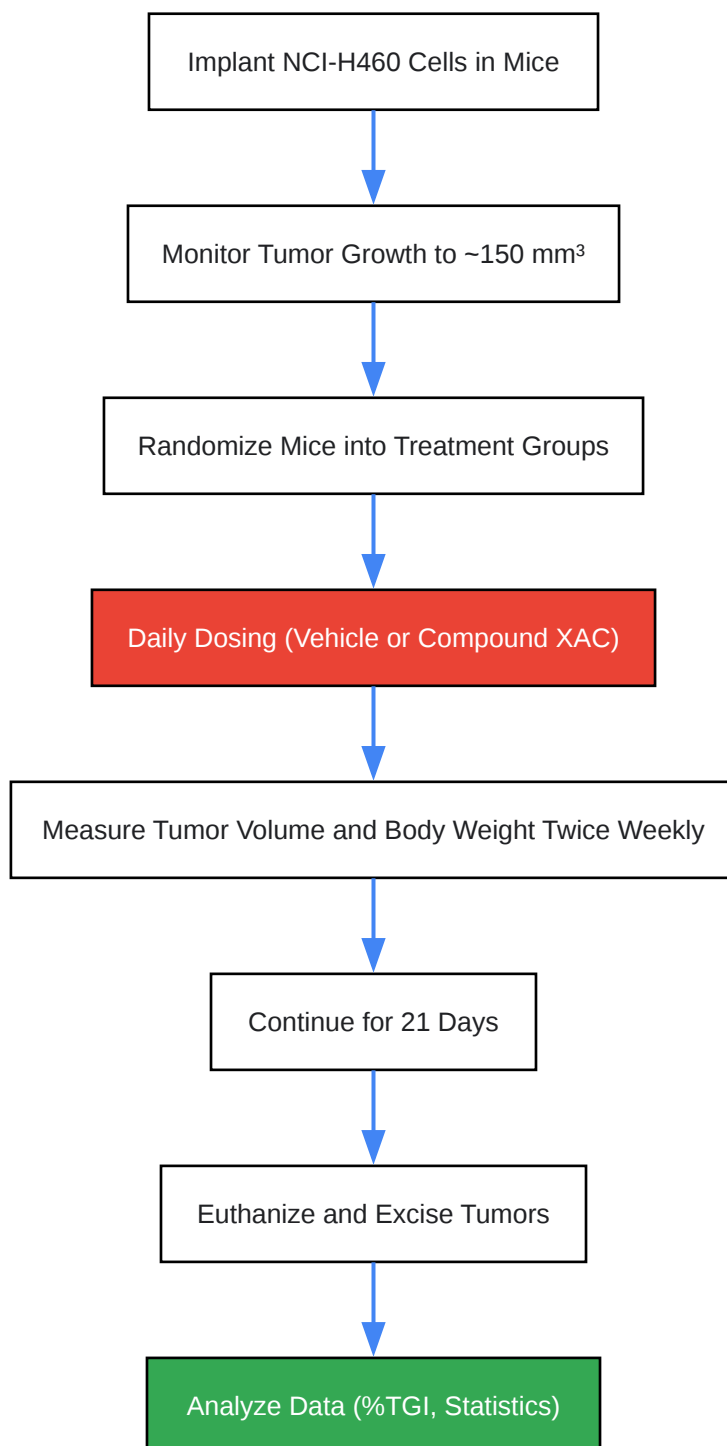 Implant NCI-H460 Cells in Mice
Monitor Tumor Growth to ~150 mm³
Randomize Mice into Treatment Groups
Daily Dosing (Vehicle or Compound XAC)
Measure Tumor Volume and Body Weight Twice Weekly
Continue for 21 Days
Euthanize and Excise Tumors
Analyze Data (%TGI, Statistics)